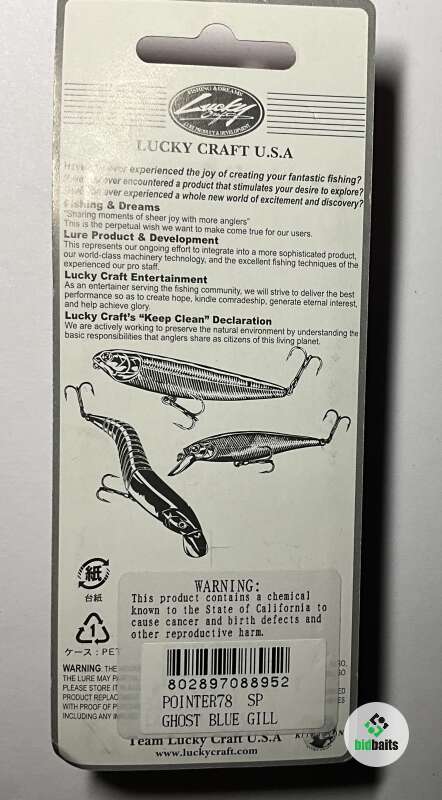 FISHING & DREAMS
Lucky
Craft
LURE PRODUCT & DEVELOPMENT
LUCKY CRAFT U.S.A
ever experienced the joy of creating your fantastic fishing?
ever encountered a product that stimulates your desire to explore?
ever experienced a whole new world of excitement and discovery?
Fishing & Dreams
"Sharing moments of sheer joy with more anglers"
This is the perpetual wish we want to make come true for our users.
Lure Product & Development
This represents our ongoing effort to integrate into a more sophisticated product,
our world-class machinery technology, and the excellent fishing techniques of the
experienced our pro staff.
Lucky Craft Entertainment
As an entertainer serving the fishing community, we will strive to deliver the best
performance so as to create hope, kindle comradeship, generate eternal interest,
and help achieve glory.
Lucky Craft's "Keep Clean" Declaration
We are actively working to preserve the natural environment by understanding the
basic responsibilities that anglers share as citizens of this living planet.
紙
台紙
1
ケース：PET
WARNING:
This product contains a chemical
known to the State of California to
cause cancer and birth defects and
other reproductive harm.
WARNING: THE
THE LURE MAY
PLEASE STORE
PRODUCT REPLAC
WITH PROOF OF
INCLUDING ANY IN
802897088952
POINTER78 SP
GHOST BLUE GILL
Team Lucky Craft U.S.A
www.luckycraft.com
bidbaits